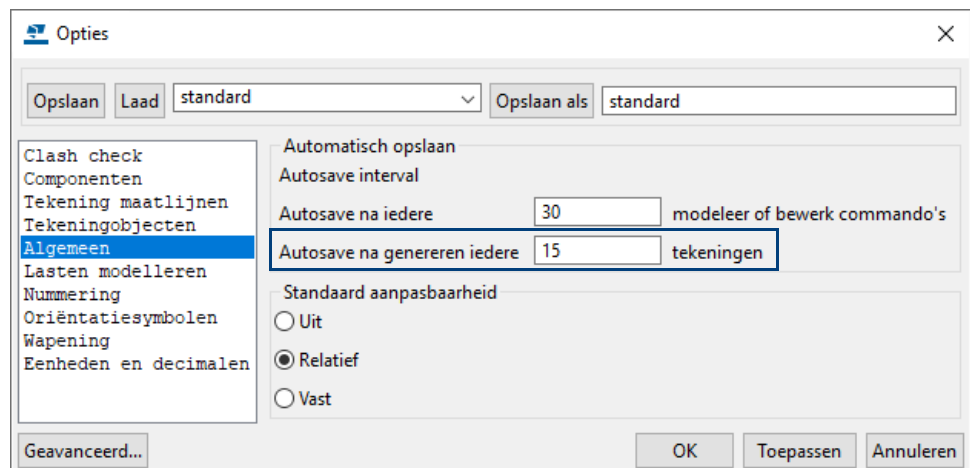 Opties
Opslaan Laad standard Opslaan als standard
Clash check
Componenten
Tekening maatlijnen
Tekeningobjecten
Algemeen
Lasten modelleren
Nummering
Oriëntatiesymbolen
Wapening
Eenheden en decimalen
Automatisch opslaan
Autosave interval
Autosave na iedere 30 modeleer of bewerk commando's
Autosave na genereren iedere 15 tekeningen
Standaard aanpasbaarheid
Uit
Relatief
Vast
Geavanceerd... OK Toepassen Annuleren